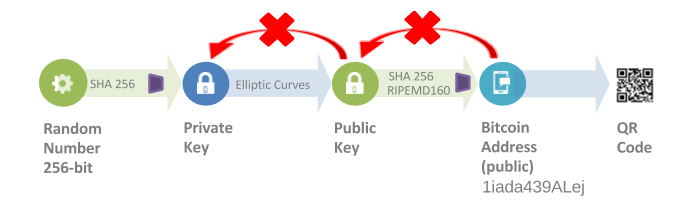 SHA 256
Elliptic Curves
SHA 256
RIPEMD160
Random
Number
256-bit
Private
Key
Public
Key
Bitcoin
Address
(public)
1iada439ALej
QR
Code